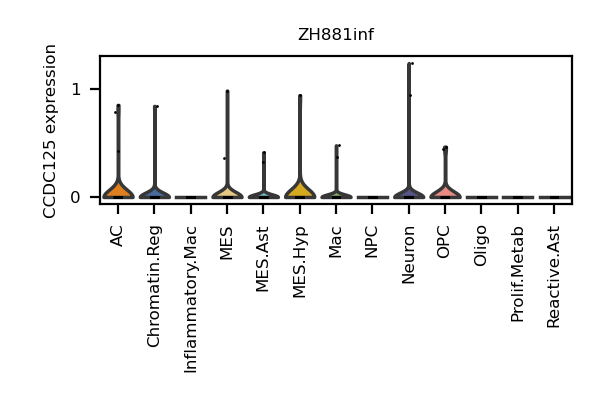 ZH881inf
CCDC125 expression
1
0
AC
Chromatin.Reg
Inflammatory.Mac
MES
MES.Ast
MES.Hyp
Mac
NPC
Neuron
OPC
Oligo
Prolif.Metab
Reactive.Ast